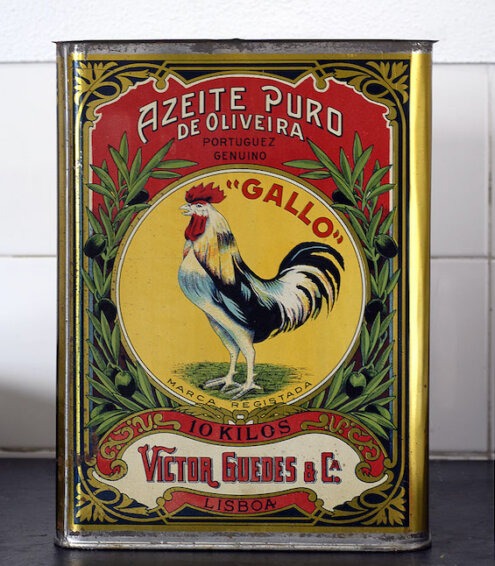 AZEITE PURO
DE OLIVEIRA
PORTUGUEZ
GENUINO
"GALLO"
MARCA REGISTADA
10 KILOS
VICTOR GUEDES & CA
LISBOA